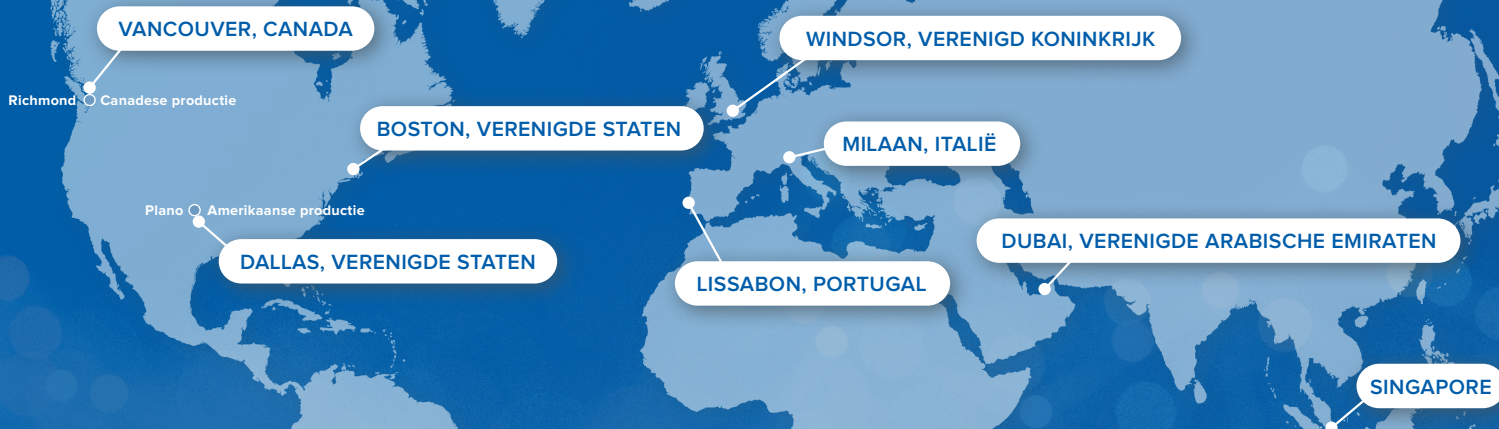 VANCOUVER, CANADA
WINDSOR, VERENIGD KONINKRIJK
Richmond Canadese productie
BOSTON, VERENIGDE STATEN
MILAAN, ITALIË
Plano Amerikaanse productie
DUBAI, VERENIGDE ARABISCHE EMIRATEN
DALLAS, VERENIGDE STATEN
LISSABON, PORTUGAL
SINGAPORE